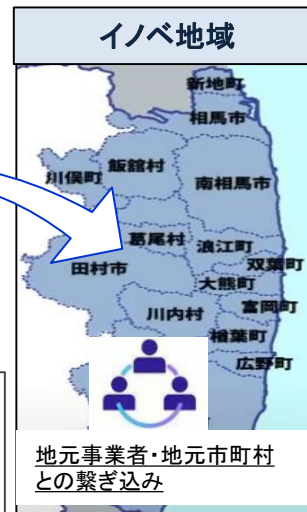 イノベ地域
新地町
相馬市
飯舘村
川俣町
南相馬市
葛尾村
浪江町
双葉町
田村市
大熊町
富岡町
川内村
楢葉町
広野町
地元事業者・地元市町村
との繋ぎ込み